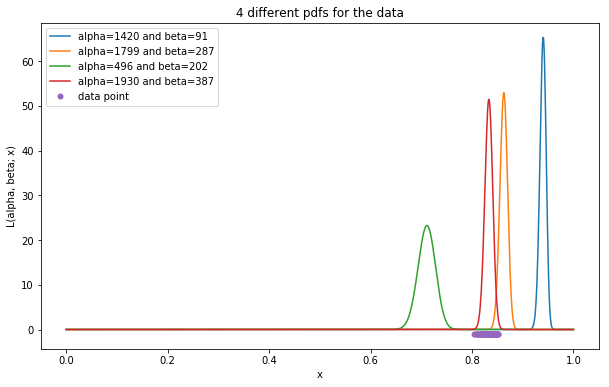 4 different pdfs for the data
alpha=1420 and beta=91
alpha=1799 and beta=287
alpha=496 and beta=202
alpha=1930 and beta=387
data point
L(alpha, beta; x)
60
50
40
30
20
10
0
0.0 0.2 0.4 0.6 0.8 1.0
x